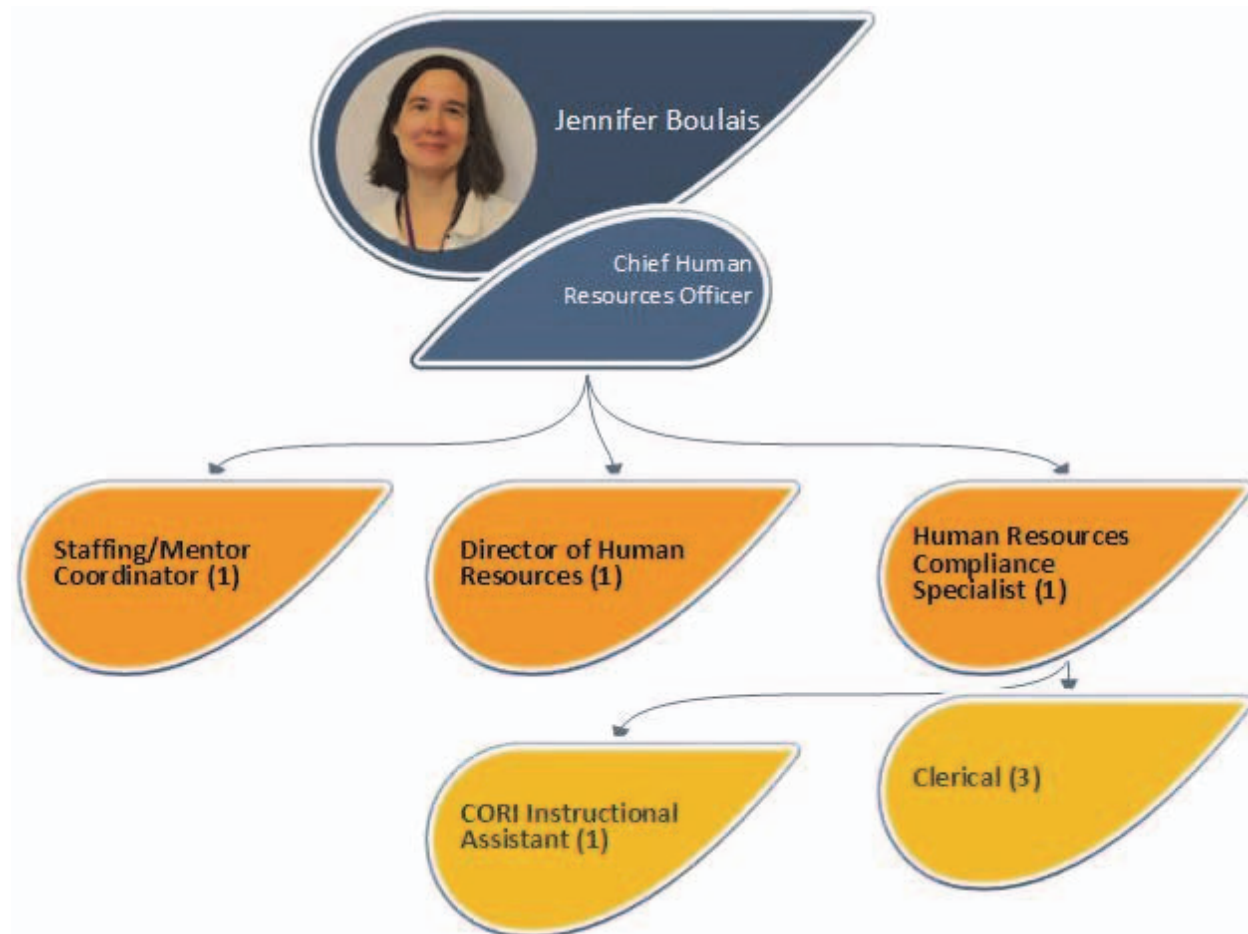 Jennifer Boulais
Chief Human
Resources Officer
Staffing/Mentor
Coordinator (1)
Director of Human
Resources (1)
Human Resources
Compliance
Specialist (1)
CORI Instructional
Assistant (1)
Clerical (3)